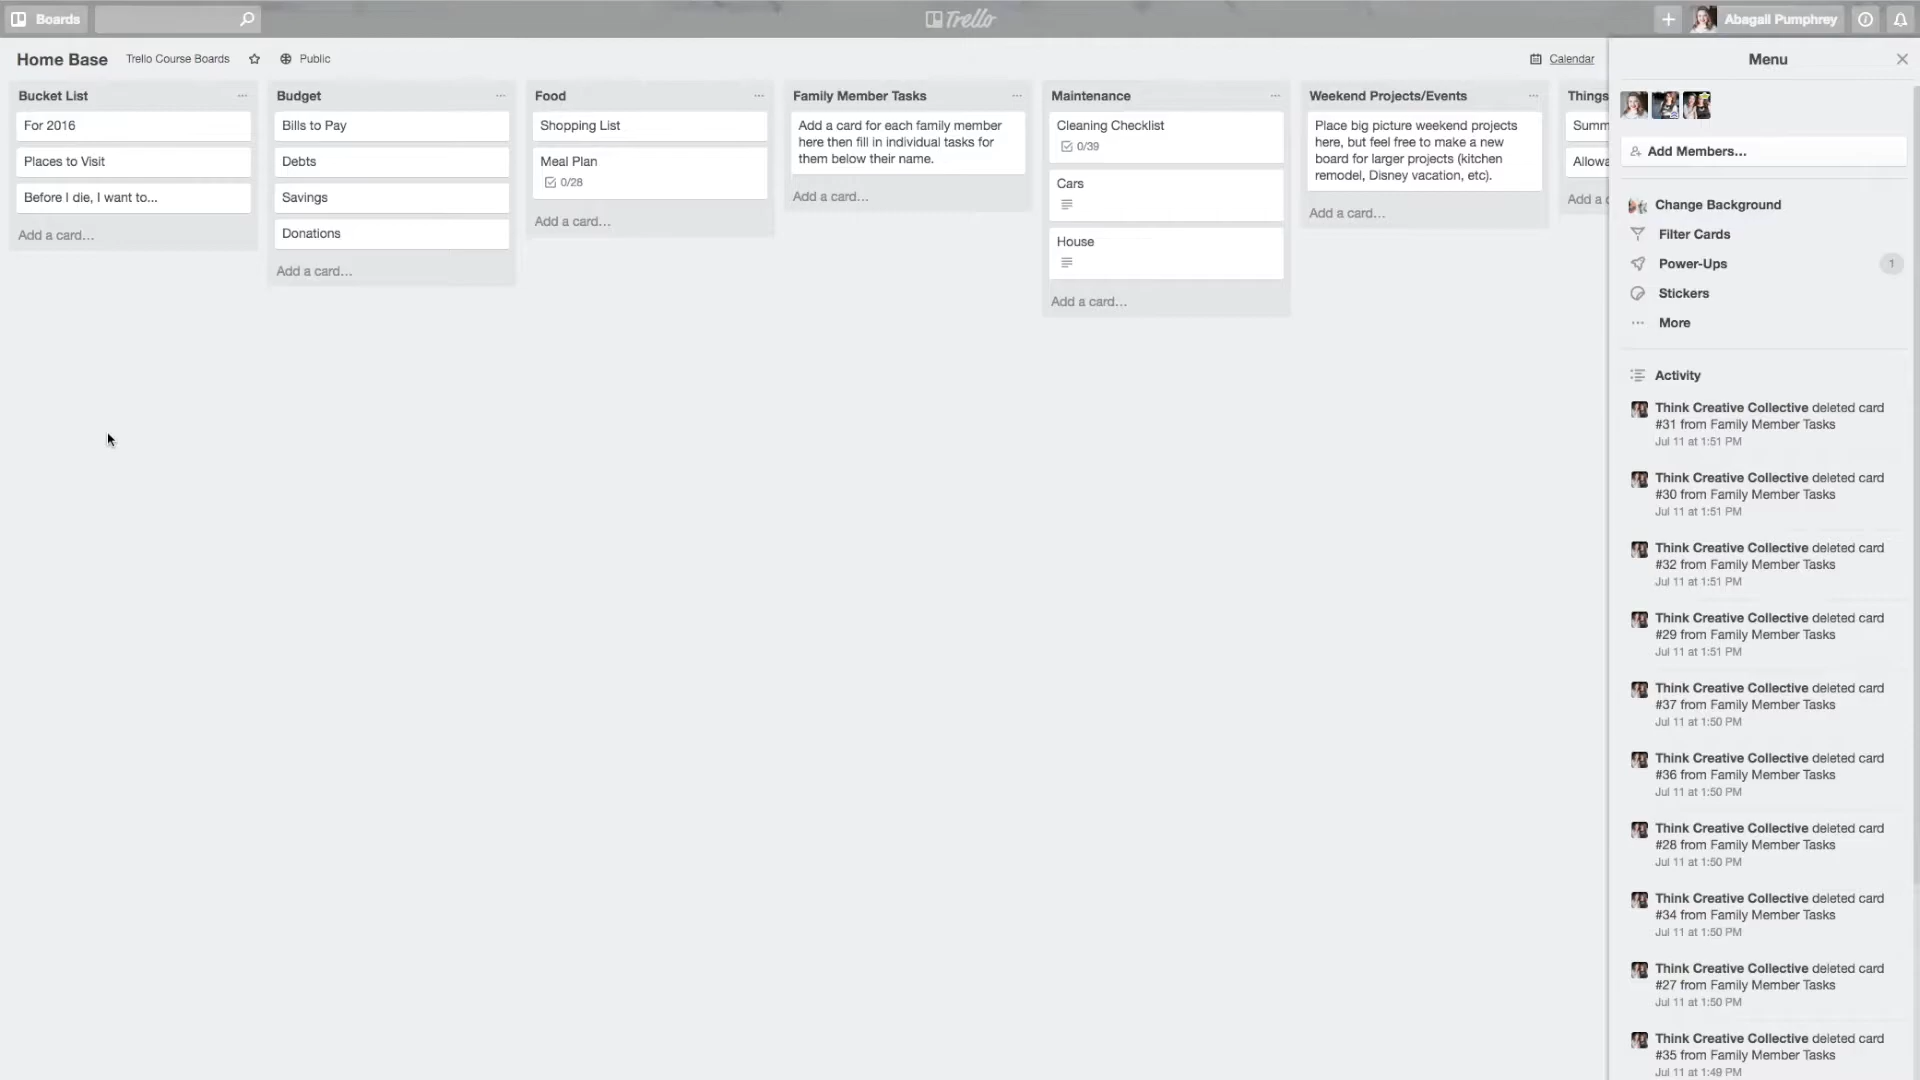 Boards
Trello
Abagail Pumphrey
Home Base
Trello Course Boards
Public
Calendar
Bucket List
For 2016
Places to Visit
Before I die, I want to...
Add a card...
Budget
Bills to Pay
Debts
Savings
Donations
Add a card...
Food
Shopping List
Meal Plan
0/28
Add a card...
Family Member Tasks
Add a card for each family member
here then fill in individual tasks for
them below their name.
Add a card...
Maintenance
Cleaning Checklist
0/39
Cars
House
Add a card...
Weekend Projects/Events
Place big picture weekend projects
here, but feel free to make a new
board for larger projects (kitchen
remodel, Disney vacation, etc).
Add a card...
Things
Summ
Allowa
Add a c
Menu
Add Members...
Change Background
Filter Cards
Power-Ups
1
Stickers
More
Activity
Think Creative Collective deleted card
#31 from Family Member Tasks
Jul 11 at 1:51 PM
Think Creative Collective deleted card
#30 from Family Member Tasks
Jul 11 at 1:51 PM
Think Creative Collective deleted card
#32 from Family Member Tasks
Jul 11 at 1:51 PM
Think Creative Collective deleted card
#29 from Family Member Tasks
Jul 11 at 1:51 PM
Think Creative Collective deleted card
#37 from Family Member Tasks
Jul 11 at 1:50 PM
Think Creative Collective deleted card
#36 from Family Member Tasks
Jul 11 at 1:50 PM
Think Creative Collective deleted card
#28 from Family Member Tasks
Jul 11 at 1:50 PM
Think Creative Collective deleted card
#34 from Family Member Tasks
Jul 11 at 1:50 PM
Think Creative Collective deleted card
#27 from Family Member Tasks
Jul 11 at 1:50 PM
Think Creative Collective deleted card
#35 from Family Member Tasks
Jul 11 at 1:49 PM